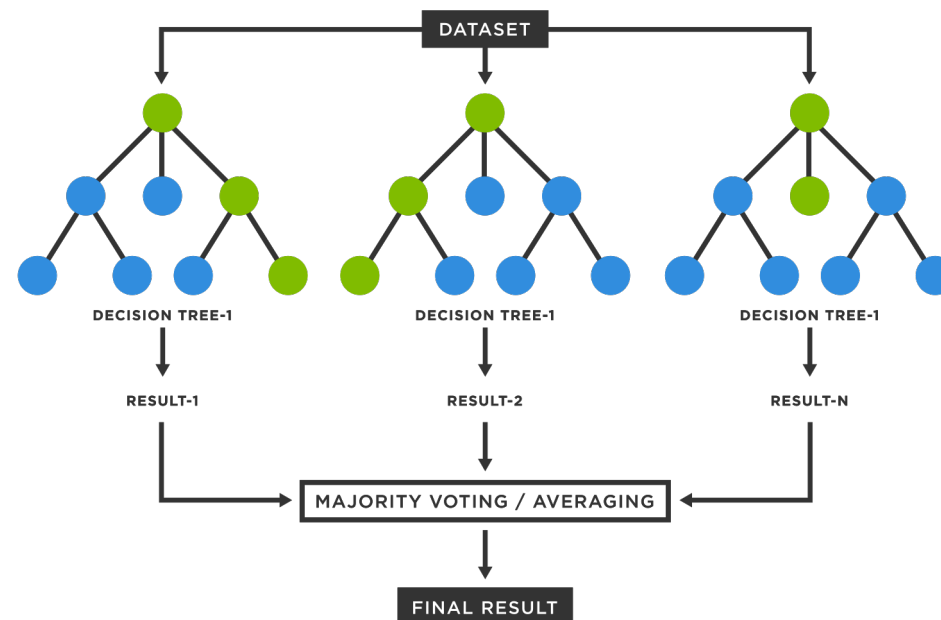 DATASET
DECISION TREE-1
DECISION TREE-1
DECISION TREE-1
RESULT-1
RESULT-2
RESULT-N
MAJORITY VOTING / AVERAGING
FINAL RESULT